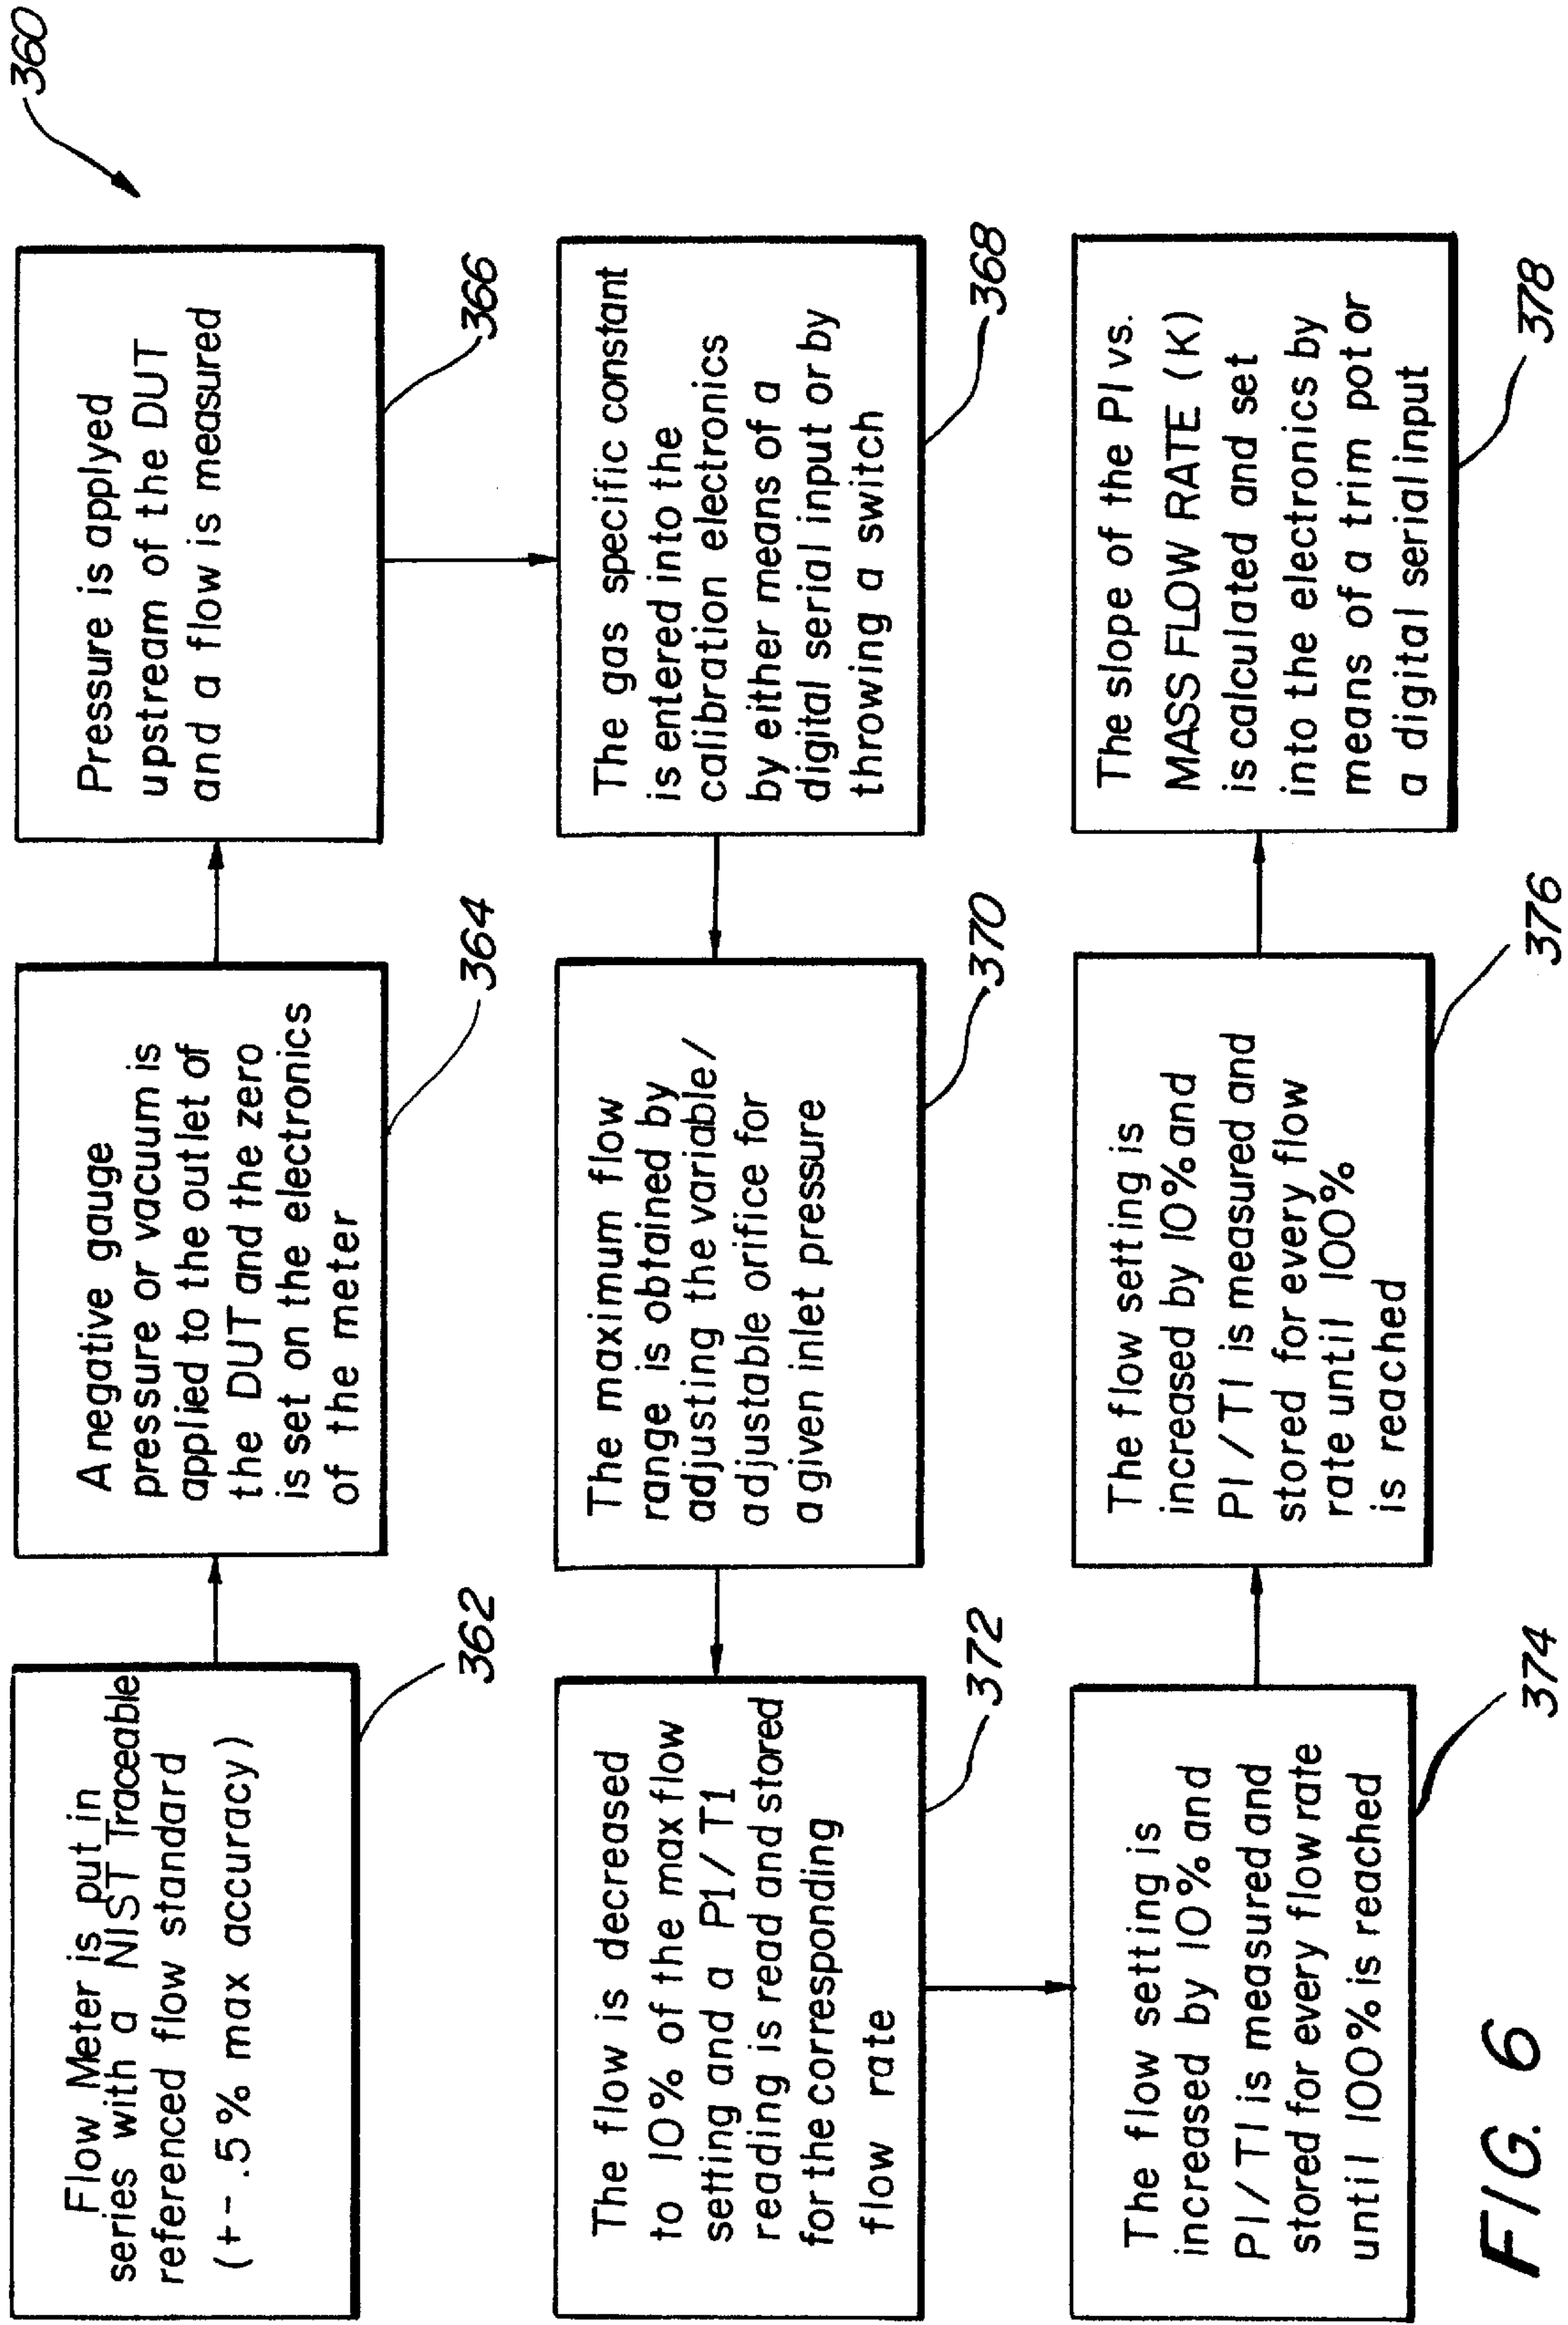 360
Flow Meter is put in
series with a NIST Traceable
referenced flow standard
(+- .5% max accuracy)
362
A negative gauge
pressure or vacuum is
applied to the outlet of
the DUT and the zero
is set on the electronics
of the meter
364
Pressure is applyed
upstream of the DUT
and a flow is measured
366
The gas specific constant
is entered into the
calibration electronics
by either means of a
digital serial input or by
throwing a switch
368
The maximum flow
range is obtained by
adjusting the variable/
adjustable orifice for
a given inlet pressure
370
The flow is decreased
to 10% of the max flow
setting and a P1/T1
reading is read and stored
for the corresponding
flow rate
372
The flow setting is
increased by 10% and
P1/T1 is measured and
stored for every flow rate
until 100% is reached
374
The flow setting is
increased by 10% and
P1/T1 is measured and
stored for every flow
rate until 100%
is reached
376
The slope of the P1 vs.
MASS FLOW RATE (K)
is calculated and set
into the electronics by
means of a trim pot or
a digital serial input
378
FIG. 6